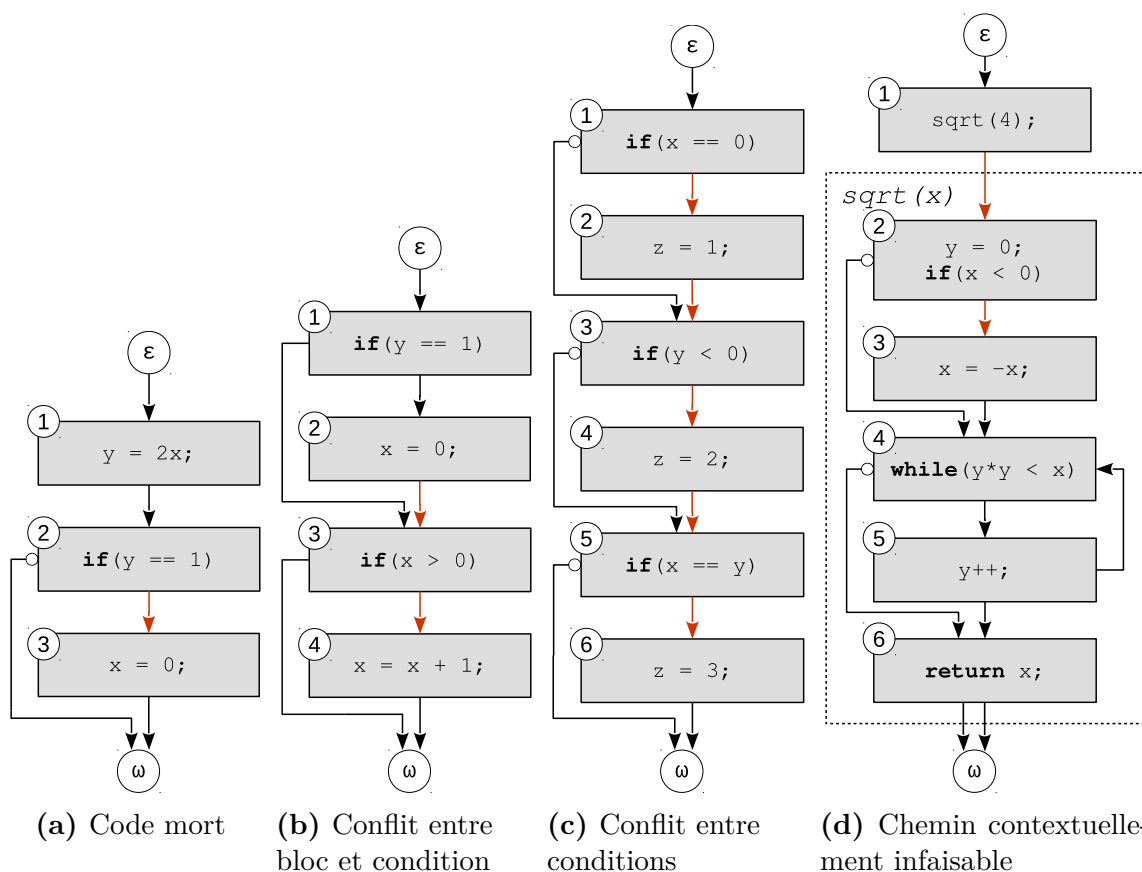 ε
1
y = 2x;
2
if(y == 1)
3
x = 0;
ω
(a) Code mort
ε
1
if(y == 1)
2
x = 0;
3
if(x > 0)
4
x = x + 1;
ω
(b) Conflit entre
bloc et condition
ε
1
if(x == 0)
2
z = 1;
3
if(y < 0)
4
z = 2;
5
if(x == y)
6
z = 3;
ω
(c) Conflit entre
conditions
ε
1
sqrt(4);
sqrt(x)
2
y = 0;
if(x < 0)
3
x = -x;
4
while(y*y < x)
5
y++;
6
return x;
ω
(d) Chemin contextuelle-
ment infaisable